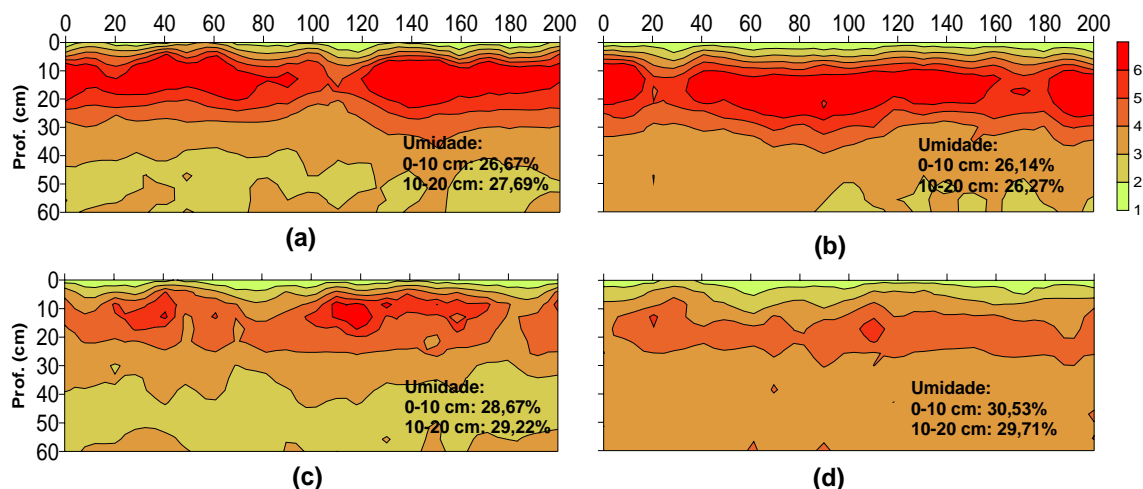 0 20 40 60 80 100 120 140 160 180 200
0 20 40 60 80 100 120 140 160 180 200
0
10
20
30
40
50
60
Prof. (cm)
Umidade:
0-10 cm: 26,67%
10-20 cm: 27,69%
Umidade:
0-10 cm: 26,14%
10-20 cm: 26,27%
6
5
4
3
2
1
(a)
(b)
0
10
20
30
40
50
60
Prof. (cm)
Umidade:
0-10 cm: 28,67%
10-20 cm: 29,22%
Umidade:
0-10 cm: 30,53%
10-20 cm: 29,71%
(c)
(d)